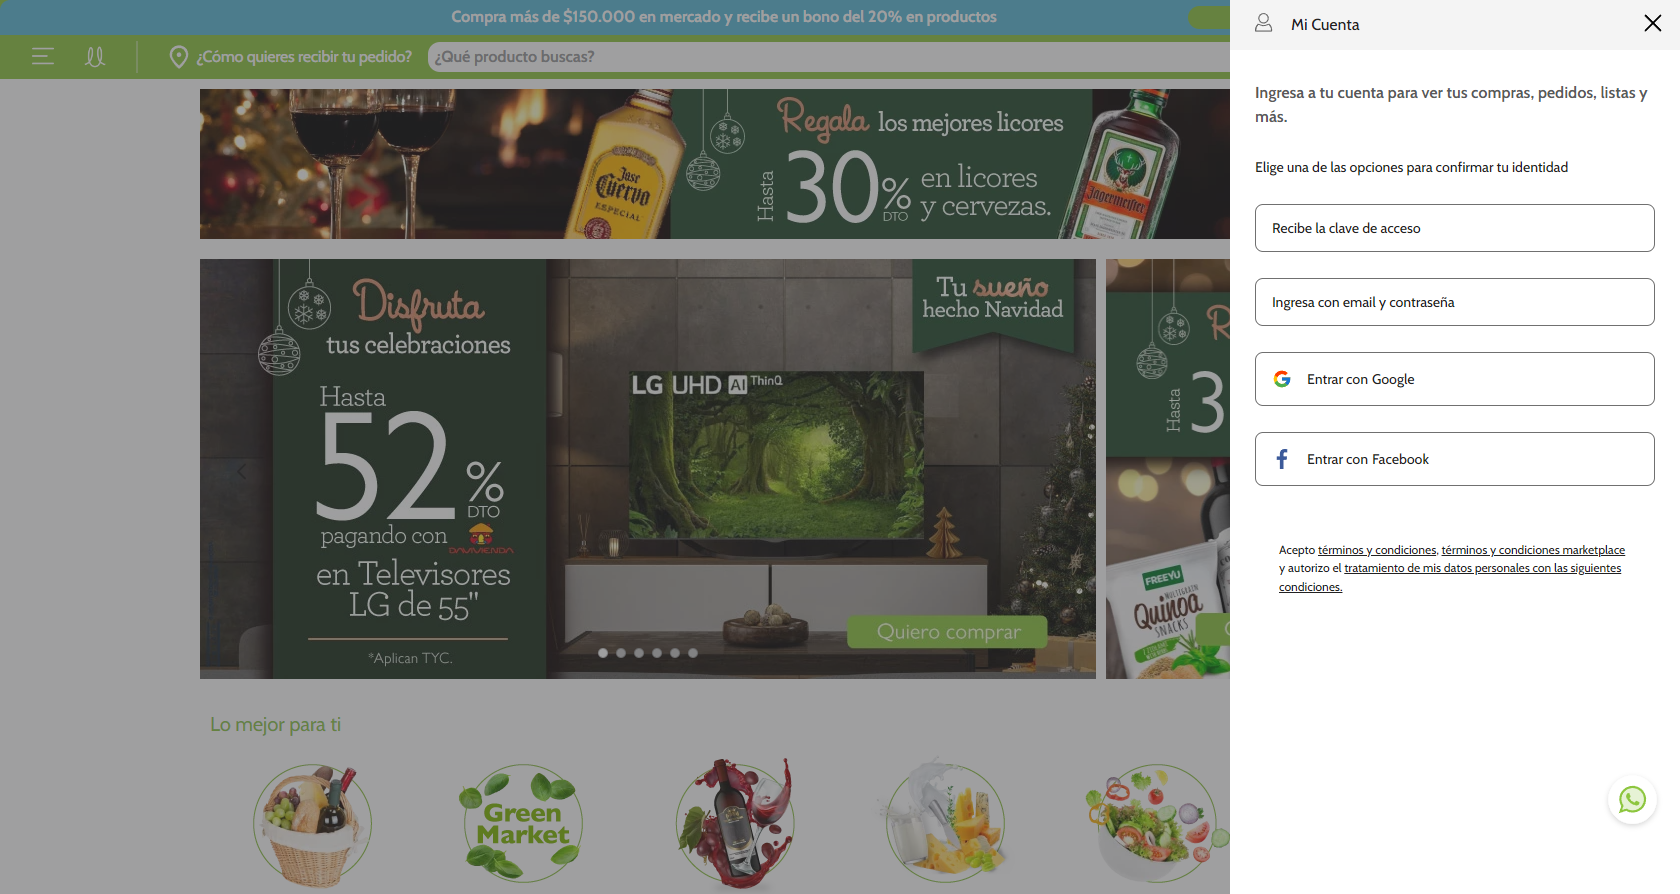 Compra más de $150.000 en mercado y recibe un bono del 20% en productos
¿Cómo quieres recibir tu pedido?
¿Qué producto buscas?
Regala los mejores licores
Hasta
30% DTO
en licores
y cervezas.
Jose
Cuervo
ESPECIAL
Jägermeister
Disfruta
tus celebraciones
Hasta
52% DTO
pagando con
DAVIVIENDA
en Televisores
LG de 55"
*Aplican TYC.
LG UHD AI ThinQ
Tu sueño
hecho Navidad
Quiero comprar
R
Hasta
3
FREEYU
MULTIGRAIN
Quinoa
SNACKS
Lo mejor para ti
Green
Market
Mi Cuenta
Ingresa a tu cuenta para ver tus compras, pedidos, listas y
más.
Elige una de las opciones para confirmar tu identidad
Recibe la clave de acceso
Ingresa con email y contraseña
Entrar con Google
Entrar con Facebook
Acepto términos y condiciones, términos y condiciones marketplace
y autorizo el tratamiento de mis datos personales con las siguientes
condiciones.